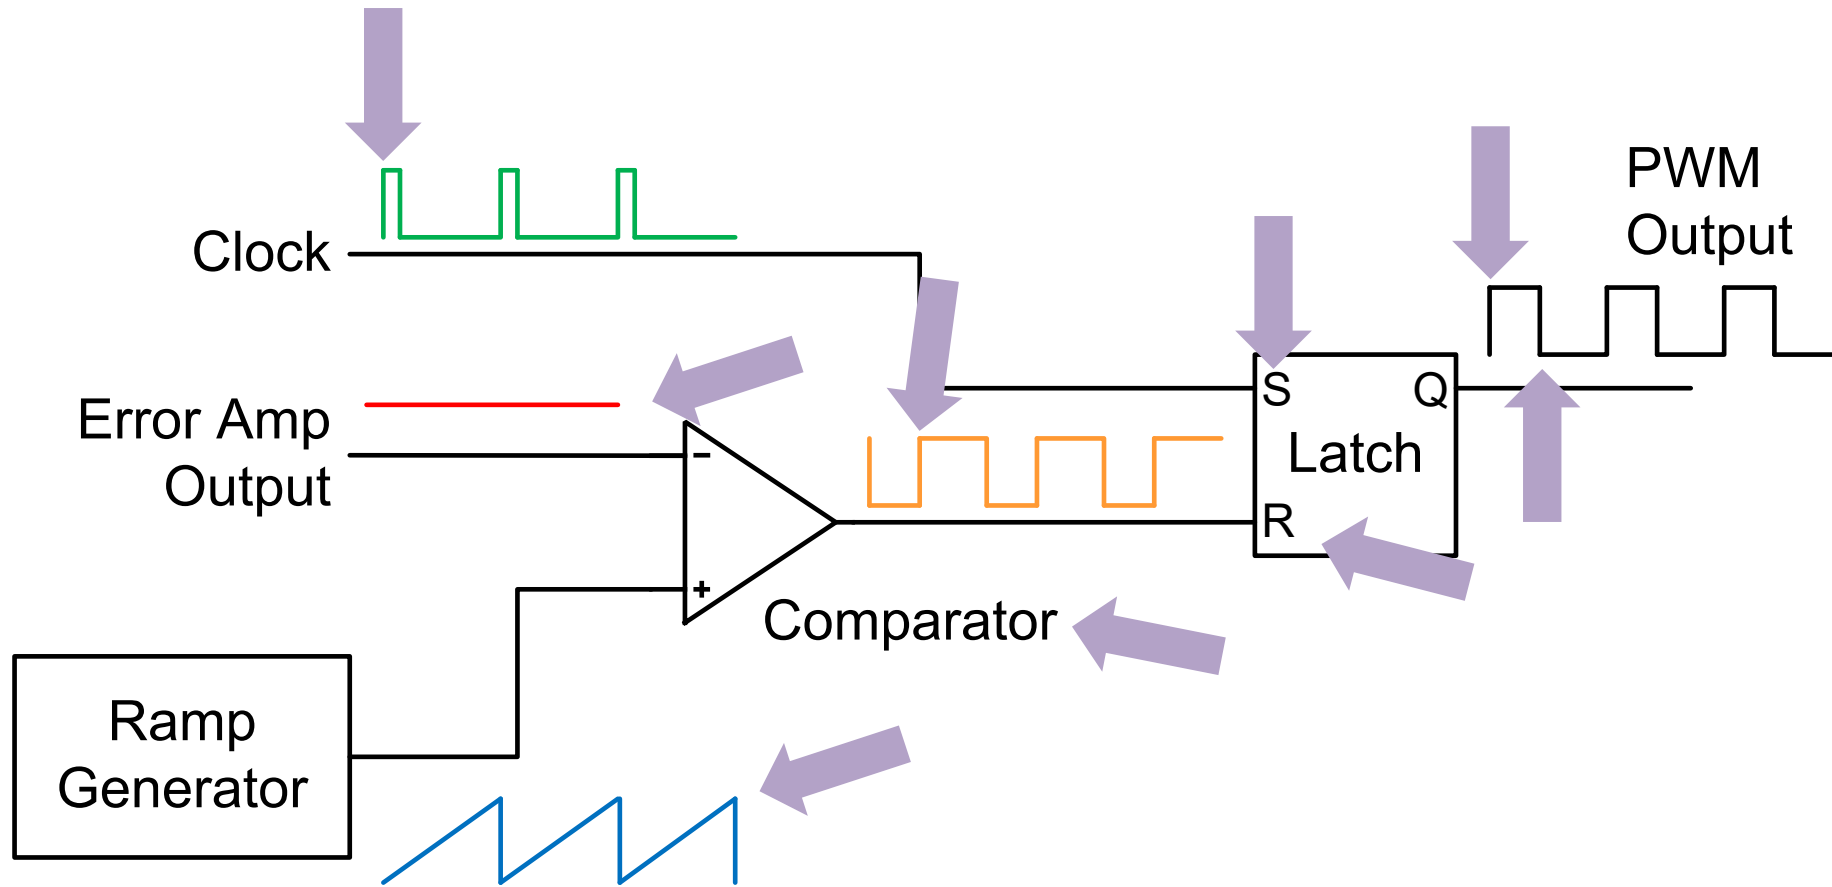 PWM
Output
Clock
Error Amp
Output
−
+
S
Q
Latch
R
Comparator
Ramp
Generator